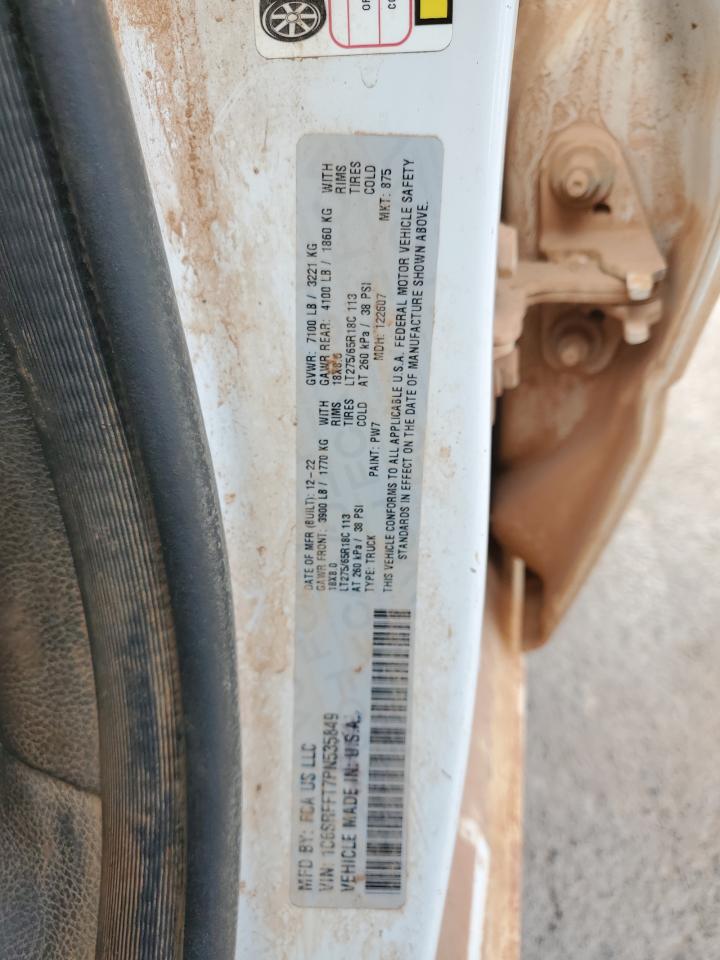 MFD BY: FCA US LLC
DATE OF MFR (BUILT): 12-22
GVWR: 7100 LB / 3221 KG
GAWR FRONT: 3900 LB / 1770 KG WITH
GAWR REAR: 4100 LB / 1860 KG WITH
18X8.0 RIMS
18X8.0 RIMS
LT275/65R18C 113 TIRES
LT275/65R18C 113 TIRES
AT 260 kPa / 38 PSI COLD
AT 260 kPa / 38 PSI COLD
VIN: 1C6SRFFT7PN535849
TYPE: TRUCK PAINT: PW7 MDH: 122607 MKT: 875
VEHICLE MADE IN: U.S.A.
THIS VEHICLE CONFORMS TO ALL APPLICABLE U.S.A. FEDERAL MOTOR VEHICLE SAFETY
STANDARDS IN EFFECT ON THE DATE OF MANUFACTURE SHOWN ABOVE.